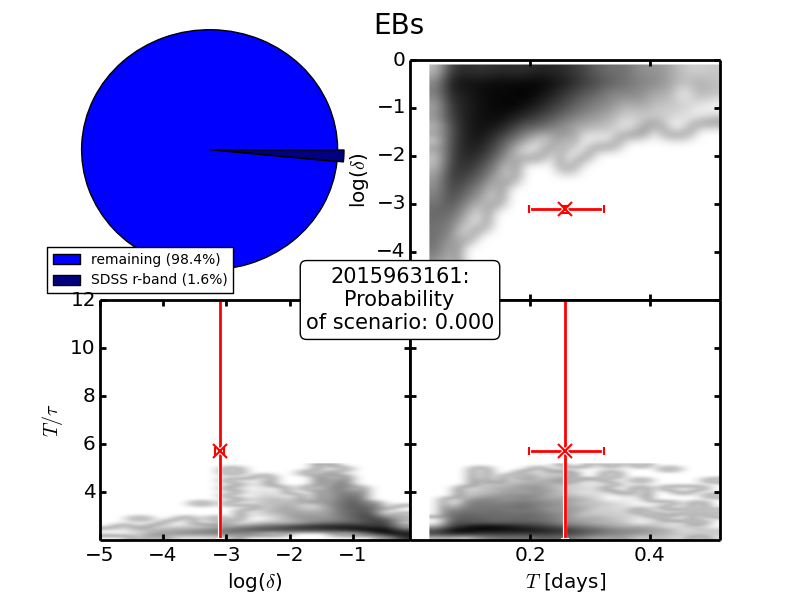 EBs
0
−1
−2
−3
−4
log(δ)
remaining (98.4%)
SDSS r-band (1.6%)
2015963161:
Probability
of scenario: 0.000
12
10
8
6
4
T/τ
−5 −4 −3 −2 −1
log(δ)
0.2 0.4
T [days]